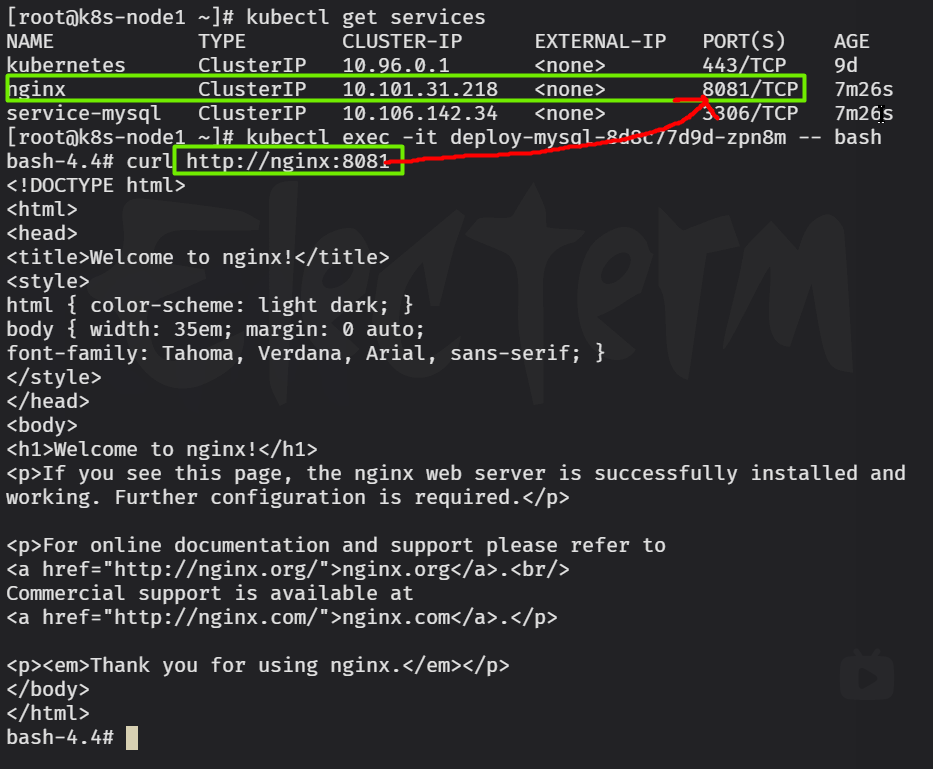 [root@k8s-node1 ~]# kubectl get services
NAME TYPE CLUSTER-IP EXTERNAL-IP PORT(S) AGE
kubernetes ClusterIP 10.96.0.1 <none> 443/TCP 9d
nginx ClusterIP 10.101.31.218 <none> 8081/TCP 7m26s
service-mysql ClusterIP 10.106.142.34 <none> 3306/TCP 7m26s
[root@k8s-node1 ~]# kubectl exec -it deploy-mysql-8d8c77d9d-zpn8m -- bash
bash-4.4# curl http://nginx:8081
<!DOCTYPE html>
<html>
<head>
<title>Welcome to nginx!</title>
<style>
html { color-scheme: light dark; }
body { width: 35em; margin: 0 auto;
font-family: Tahoma, Verdana, Arial, sans-serif; }
</style>
</head>
<body>
<h1>Welcome to nginx!</h1>
<p>If you see this page, the nginx web server is successfully installed and
working. Further configuration is required.</p>
<p>For online documentation and support please refer to
<a href="http://nginx.org/">nginx.org</a>.<br/>
Commercial support is available at
<a href="http://nginx.com/">nginx.com</a>.</p>
<p><em>Thank you for using nginx.</em></p>
</body>
</html>
bash-4.4#
Electerm